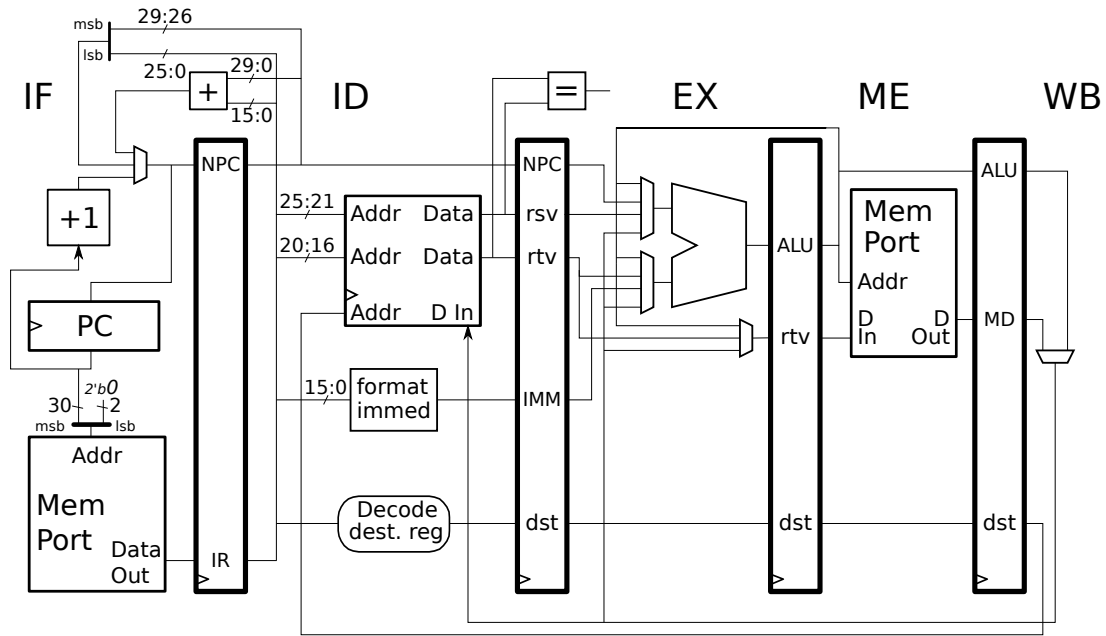 29:26
msb
lsb
25:0
29:0
+
15:0
=
IF
ID
EX
ME
WB
NPC
NPC
ALU
+1
25:21
Addr
Data
rsv
Mem
Port
20:16
Addr
Data
rtv
ALU
Addr
Addr
D In
PC
D
In
D
Out
MD
rtv
2'b0
30
2
msb
lsb
15:0
format
immed
IMM
Addr
Mem
Port
Data
Out
IR
Decode
dest. reg
dst
dst
dst